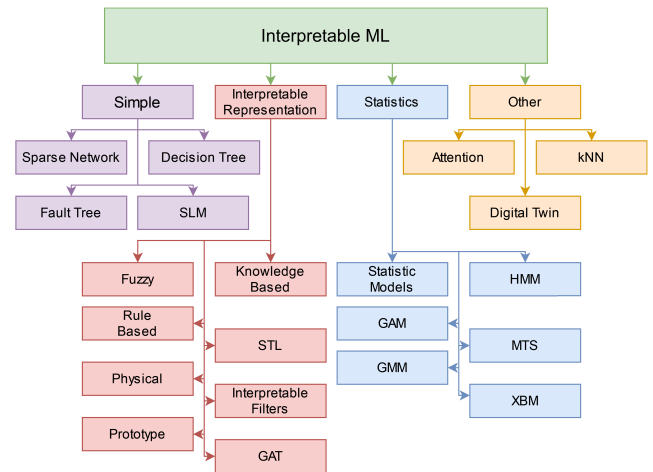 Interpretable ML
Simple
Interpretable
Representation
Statistics
Other
Sparse Network
Decision Tree
Attention
kNN
Fault Tree
SLM
Digital Twin
Fuzzy
Knowledge
Based
Statistic
Models
HMM
Rule
Based
GAM
STL
MTS
Physical
GMM
Interpretable
Filters
XBM
Prototype
GAT